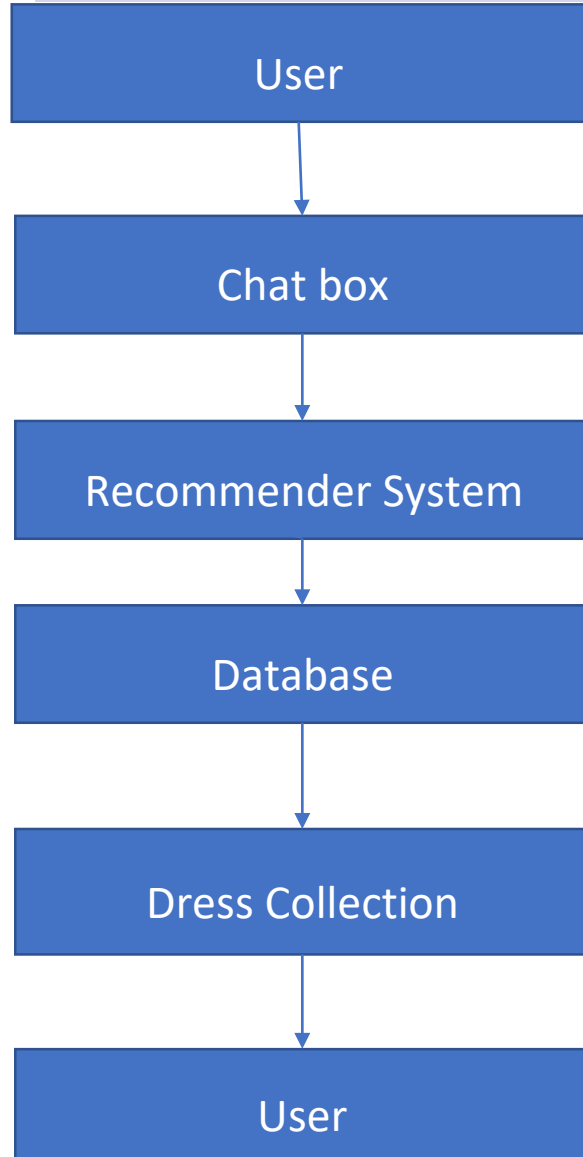 User
Chat box
Recommender System
Database
Dress Collection
User